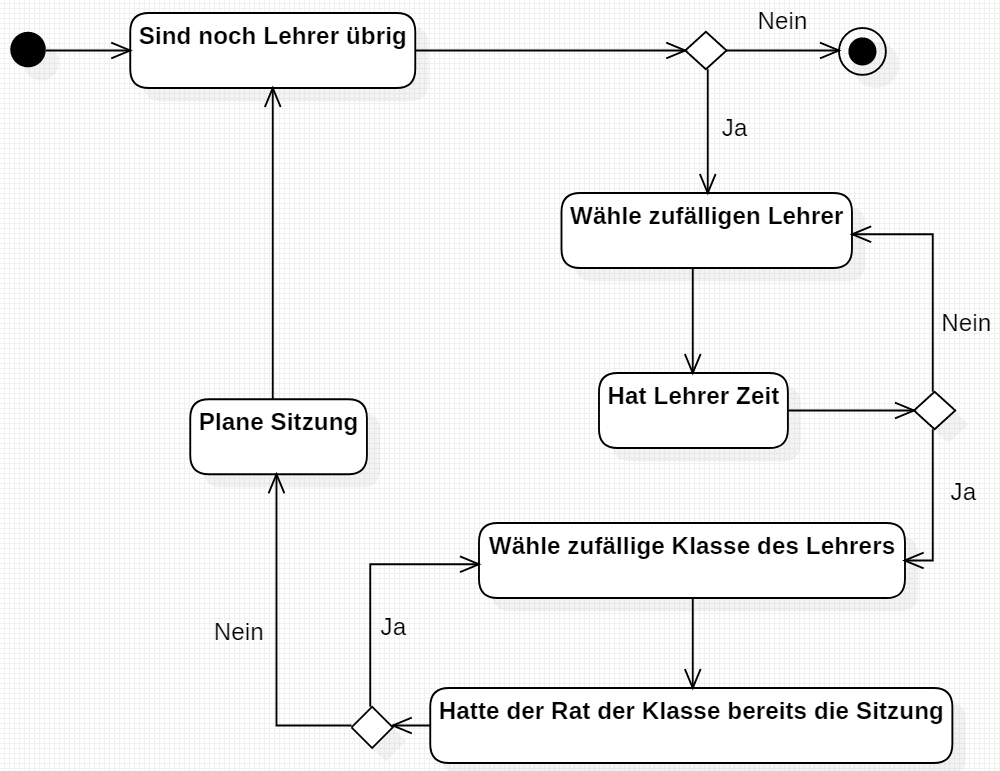 Sind noch Lehrer übrig
Nein
Ja
Wähle zufälligen Lehrer
Nein
Hat Lehrer Zeit
Plane Sitzung
Ja
Wähle zufällige Klasse des Lehrers
Nein
Ja
Hatte der Rat der Klasse bereits die Sitzung